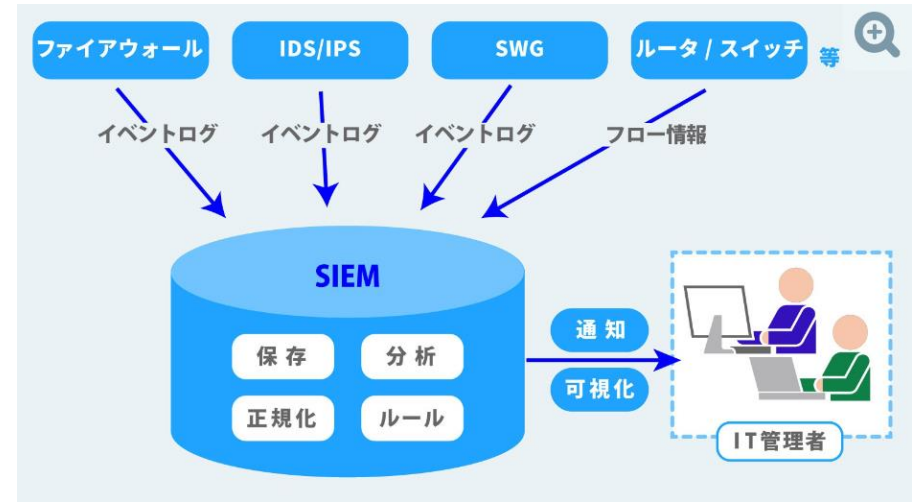 ファイアウォール
IDS/IPS
SWG
ルータ / スイッチ 等
イベントログ
イベントログ
イベントログ
フロー情報
SIEM
保存
分析
正規化
ルール
通知
可視化
IT管理者